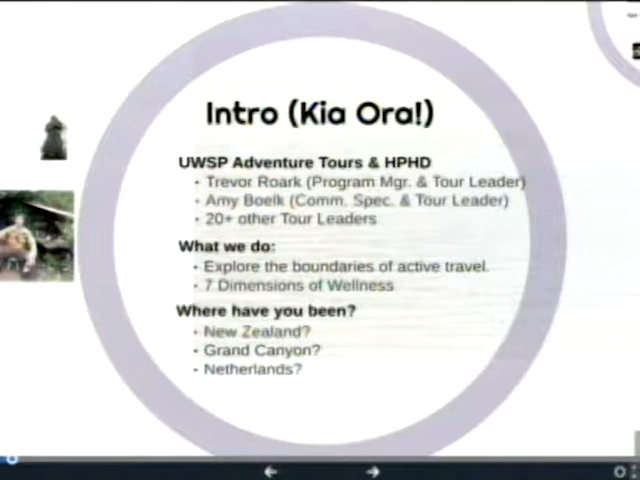 Intro (Kia Ora!)
UWSP Adventure Tours & HPHD
• Trevor Roark (Program Mgr. & Tour Leader)
• Amy Boelk (Comm. Spec. & Tour Leader)
• 20+ other Tour Leaders
What we do:
• Explore the boundaries of active travel.
• 7 Dimensions of Wellness
Where have you been?
• New Zealand?
• Grand Canyon?
• Netherlands?